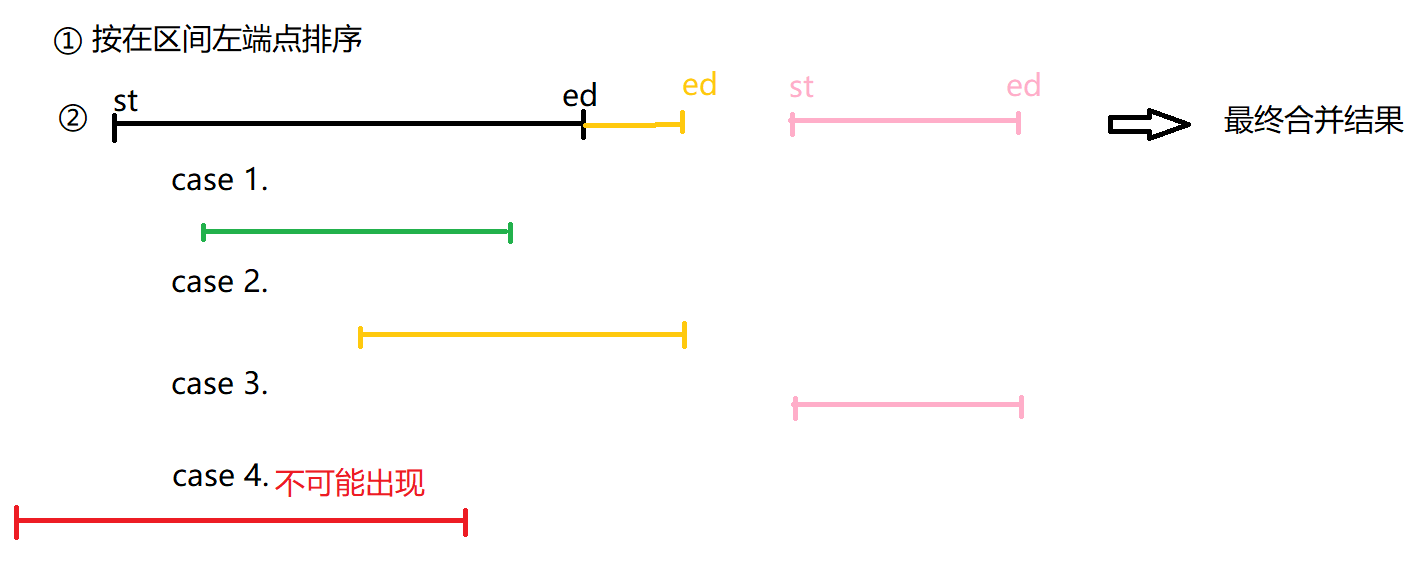 ① 按在区间左端点排序
② st ed ed st ed 最终合并结果
case 1.
case 2.
case 3.
case 4. 不可能出现